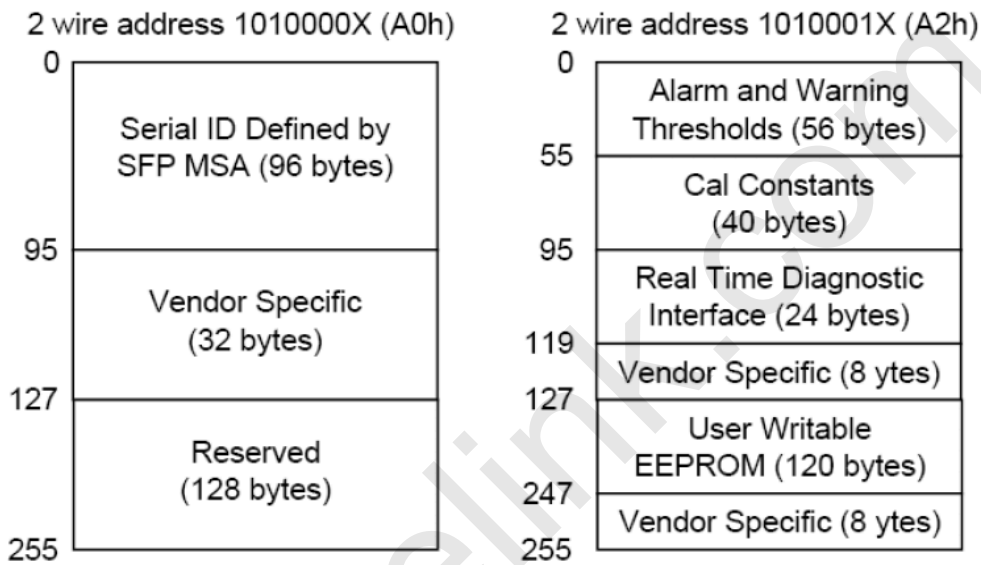 2 wire address 1010000X (A0h)
0
Serial ID Defined by
SFP MSA (96 bytes)
95
Vendor Specific
(32 bytes)
127
Reserved
(128 bytes)
255
2 wire address 1010001X (A2h)
0
Alarm and Warning
Thresholds (56 bytes)
55
Cal Constants
(40 bytes)
95
Real Time Diagnostic
Interface (24 bytes)
119
Vendor Specific (8 ytes)
127
User Writable
EEPROM (120 bytes)
247
Vendor Specific (8 ytes)
255
elink.com